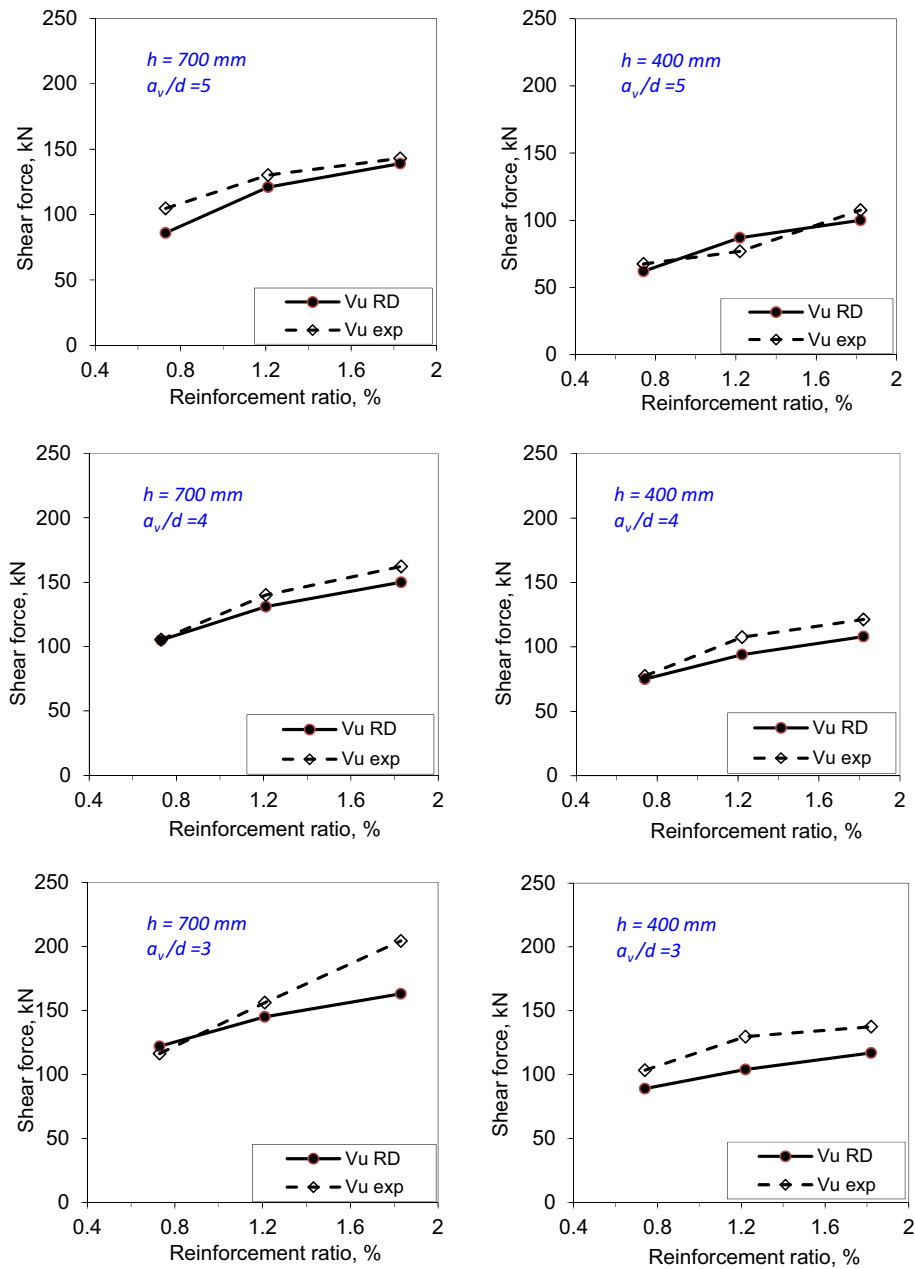 250
200
150
100
50
0
Shear force, kN
h = 700 mm
av/d =5
Vu RD
Vu exp
0.4 0.8 1.2 1.6 2
Reinforcement ratio, %
250
200
150
100
50
0
Shear force, kN
h = 400 mm
av/d =5
Vu RD
Vu exp
0.4 0.8 1.2 1.6 2
Reinforcement ratio, %
250
200
150
100
50
0
Shear force, kN
h = 700 mm
av/d =4
Vu RD
Vu exp
0.4 0.8 1.2 1.6 2
Reinforcement ratio, %
250
200
150
100
50
0
Shear force, kN
h = 400 mm
av/d =4
Vu RD
Vu exp
0.4 0.8 1.2 1.6 2
Reinforcement ratio, %
250
200
150
100
50
0
Shear force, kN
h = 700 mm
av/d =3
Vu RD
Vu exp
0.4 0.8 1.2 1.6 2
Reinforcement ratio, %
250
200
150
100
50
0
Shear force, kN
h = 400 mm
av/d =3
Vu RD
Vu exp
0.4 0.8 1.2 1.6 2
Reinforcement ratio, %